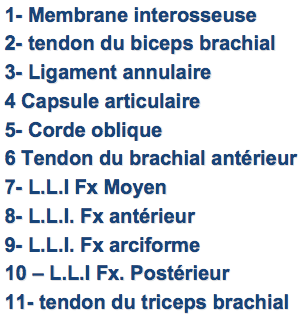 1- Membrane interosseuse
2- tendon du biceps brachial
3- Ligament annulaire
4 Capsule articulaire
5- Corde oblique
6 Tendon du brachial antérieur
7- L.L.I Fx Moyen
8- L.L.I. Fx antérieur
9- L.L.I. Fx arciforme
10 – L.L.I Fx. Postérieur
11- tendon du triceps brachial